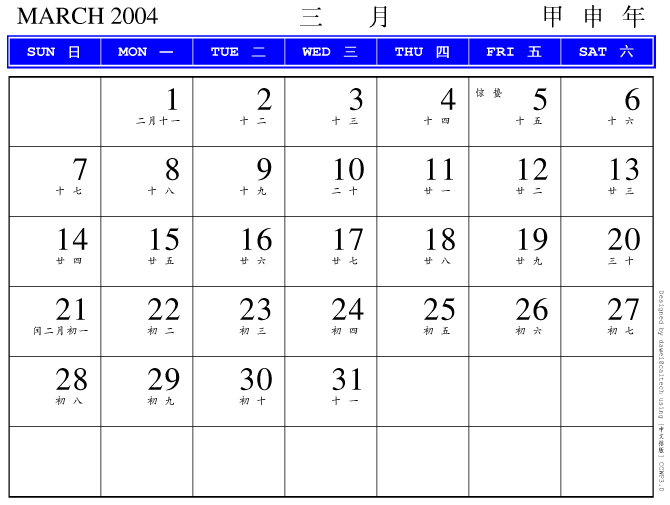 MARCH 2004 三 月 甲 申 年
SUN 日 MON 一 TUE 二 WED 三 THU 四 FRI 五 SAT 六
1 2 3 4 惊 蛰 5 6
二月十一 十 二 十 三 十 四 十 五 十 六
7 8 9 10 11 12 13
十 七 十 八 十 九 二 十 廿 一 廿 二 廿 三
14 15 16 17 18 19 20
廿 四 廿 五 廿 六 廿 七 廿 八 廿 九 三 十
21 22 23 24 25 26 27
闰二月初一 初 二 初 三 初 四 初 五 初 六 初 七
28 29 30 31
初 八 初 九 初 十 十 一
Designed by dawei@caltech using [中文排版] CCWP3.0